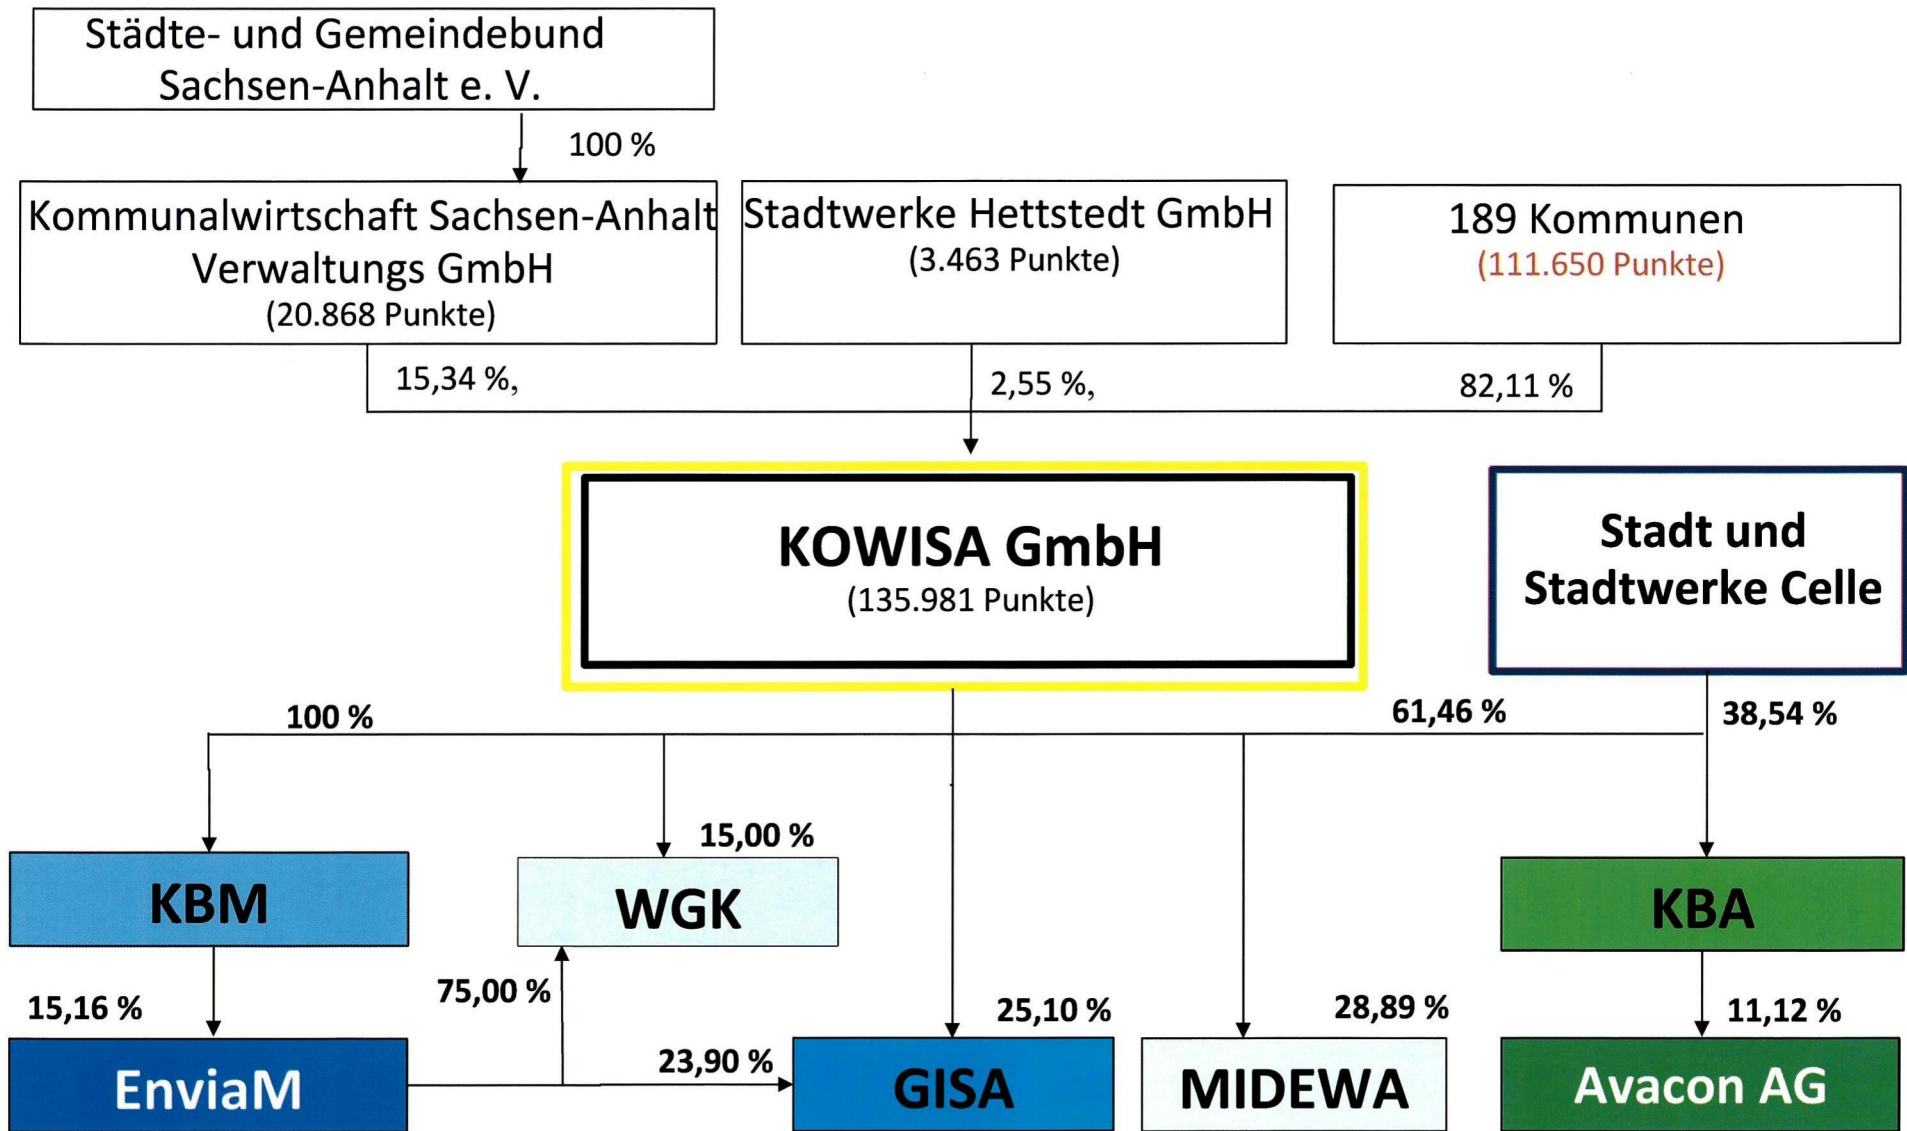 Städte- und Gemeindebund
Sachsen-Anhalt e. V.
100 %
Kommunalwirtschaft Sachsen-Anhalt
Verwaltungs GmbH
(20.868 Punkte)
Stadtwerke Hettstedt GmbH
(3.463 Punkte)
189 Kommunen
(111.650 Punkte)
15,34 %,
2,55 %,
82,11 %
KOWISA GmbH
(135.981 Punkte)
Stadt und
Stadtwerke Celle
100 %
61,46 %
38,54 %
15,00 %
KBM
WGK
KBA
15,16 %
75,00 %
25,10 %
28,89 %
11,12 %
23,90 %
EnviaM
GISA
MIDEWA
Avacon AG